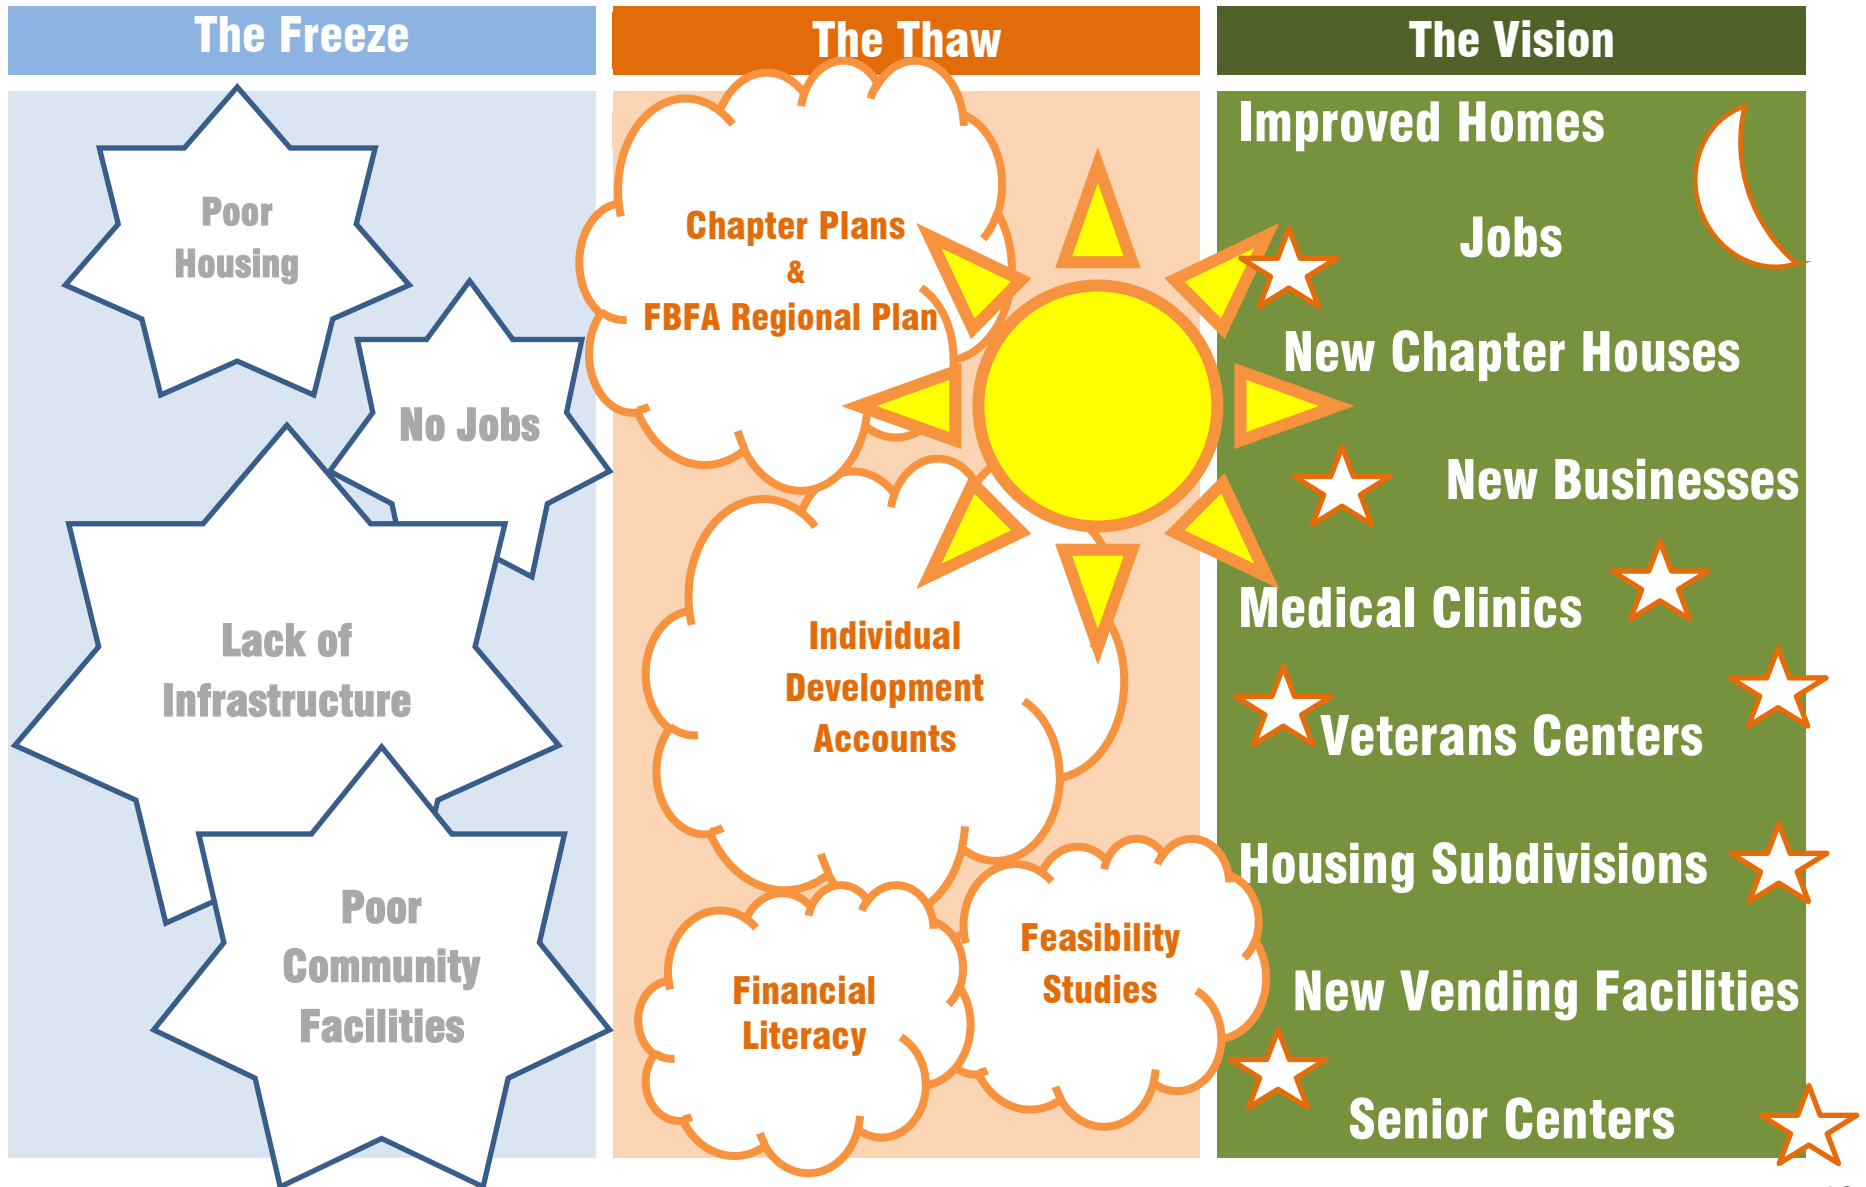 The Freeze
The Thaw
The Vision
Poor
Housing
No Jobs
Lack of
Infrastructure
Poor
Community
Facilities
Chapter Plans
&
FBFA Regional Plan
Individual
Development
Accounts
Financial
Literacy
Feasibility
Studies
Improved Homes
Jobs
New Chapter Houses
New Businesses
Medical Clinics
Veterans Centers
Housing Subdivisions
New Vending Facilities
Senior Centers